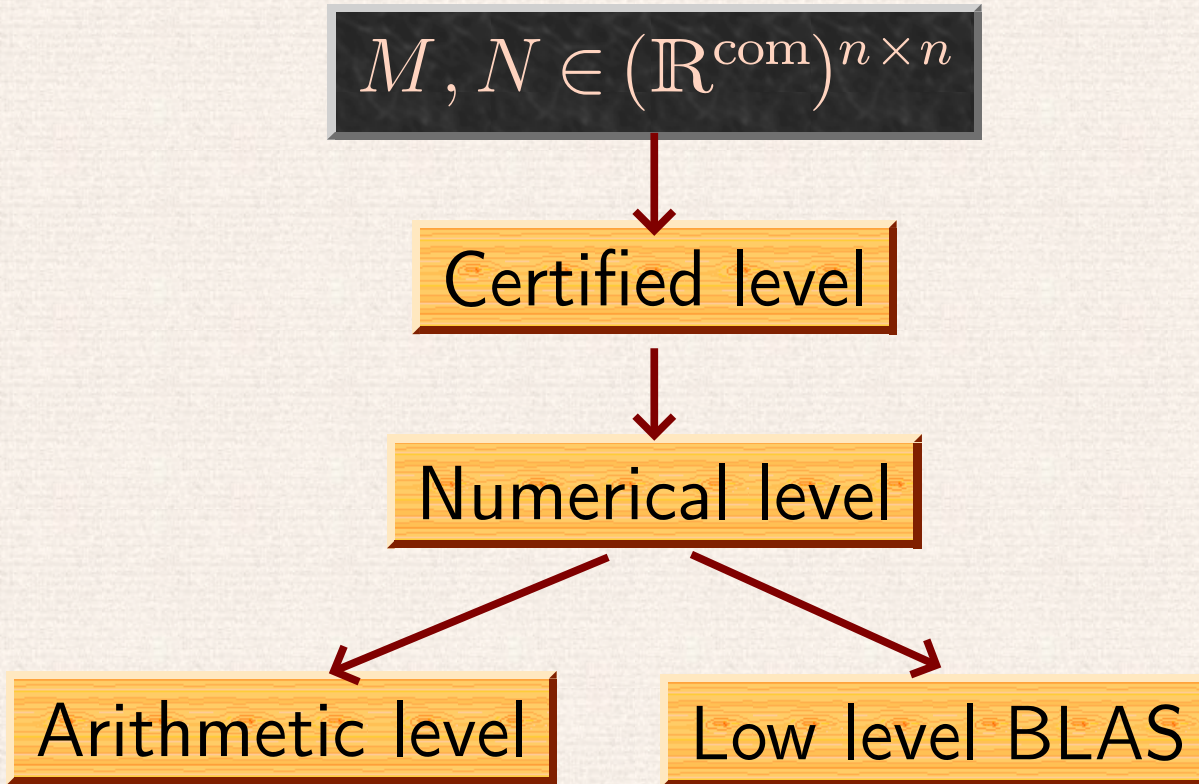 M, N ∈ (ℝ^com)^{n×n}
Certified level
Numerical level
Arithmetic level
Low level BLAS